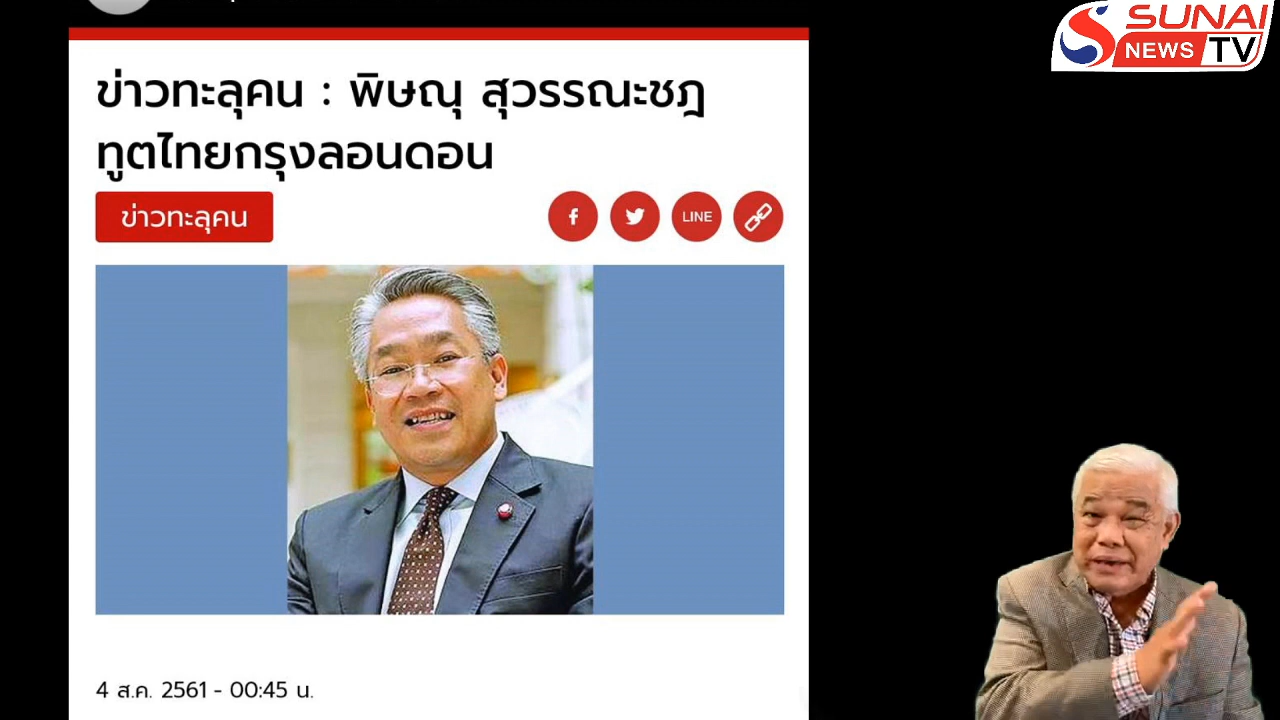 SUNAI
NEWS TV
ข่าวทะลุคน : พิษณุ สุวรรณะชฎ
ทูตไทยกรุงลอนดอน
ข่าวทะลุคน
LINE
4 ส.ค. 2561 - 00:45 น.